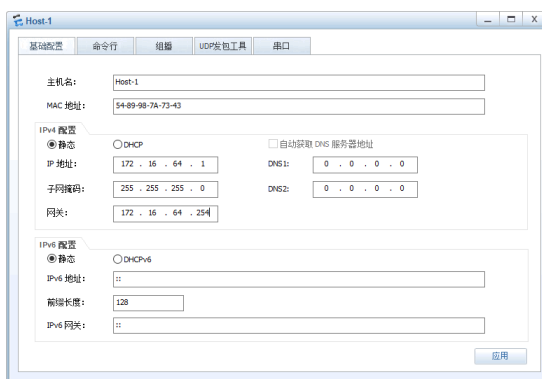 Host-1
基础配置 命令行 组播 UDP发包工具 串口
主机名: Host-1
MAC 地址: 54-89-98-7A-73-43
IPv4 配置
静态 DHCP 自动获取 DNS 服务器地址
IP 地址: 172 . 16 . 64 . 1 DNS1: 0 . 0 . 0 . 0
子网掩码: 255 . 255 . 255 . 0 DNS2: 0 . 0 . 0 . 0
网关: 172 . 16 . 64 . 254
IPv6 配置
静态 DHCPv6
IPv6 地址: ::
前缀长度: 128
IPv6 网关: ::
应用